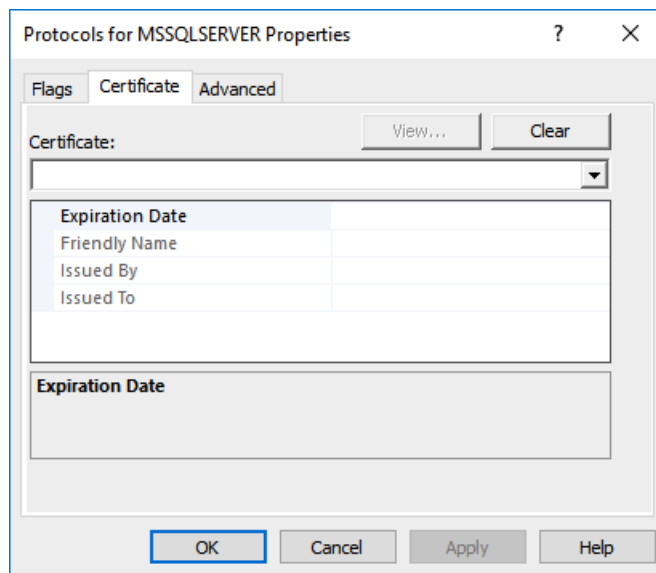 Protocols for MSSQLSERVER Properties ?
Flags Certificate Advanced
View... Clear
Certificate:
Expiration Date
Friendly Name
Issued By
Issued To
Expiration Date
OK Cancel Apply Help